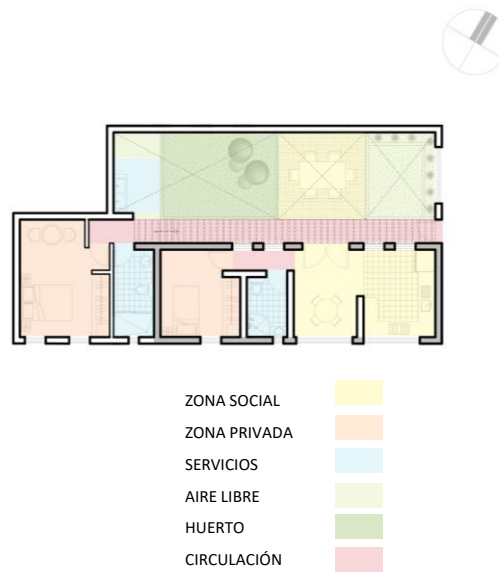 ZONA SOCIAL
ZONA PRIVADA
SERVICIOS
AIRE LIBRE
HUERTO
CIRCULACIÓN